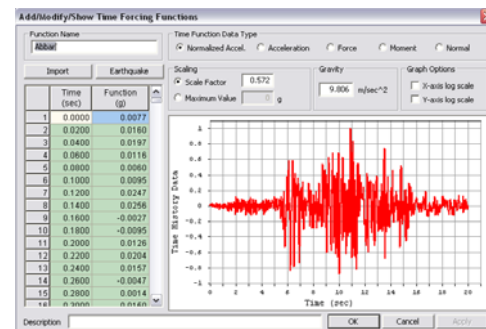 Add/Modify/Show Time Forcing Functions
Function Name
Abbar
Import
Earthquake
Time Function Data Type
Normalized Accel.
Acceleration
Force
Moment
Normal
Scaling
Scale Factor
0.572
Maximum Value
0
g
Gravity
9.806
m/sec^2
Graph Options
X-axis log scale
Y-axis log scale
Time (sec)
Function (g)
1 0.0000 0.0077
2 0.0200 0.0160
3 0.0400 0.0197
4 0.0600 0.0116
5 0.0800 0.0060
6 0.1000 0.0095
7 0.1200 0.0247
8 0.1400 0.0256
9 0.1600 -0.0027
10 0.1800 -0.0095
11 0.2000 0.0126
12 0.2200 0.0204
13 0.2400 0.0157
14 0.2600 -0.0047
15 0.2800 0.0014
16 0.3000 0.0160
Time History Data
1
0.8
0.6
0.4
0.2
0
-0.2
-0.4
-0.6
-0.8
-1
0 2 4 6 8 10 12 14 16 18 20
Time (sec)
Description
OK
Cancel
Apply